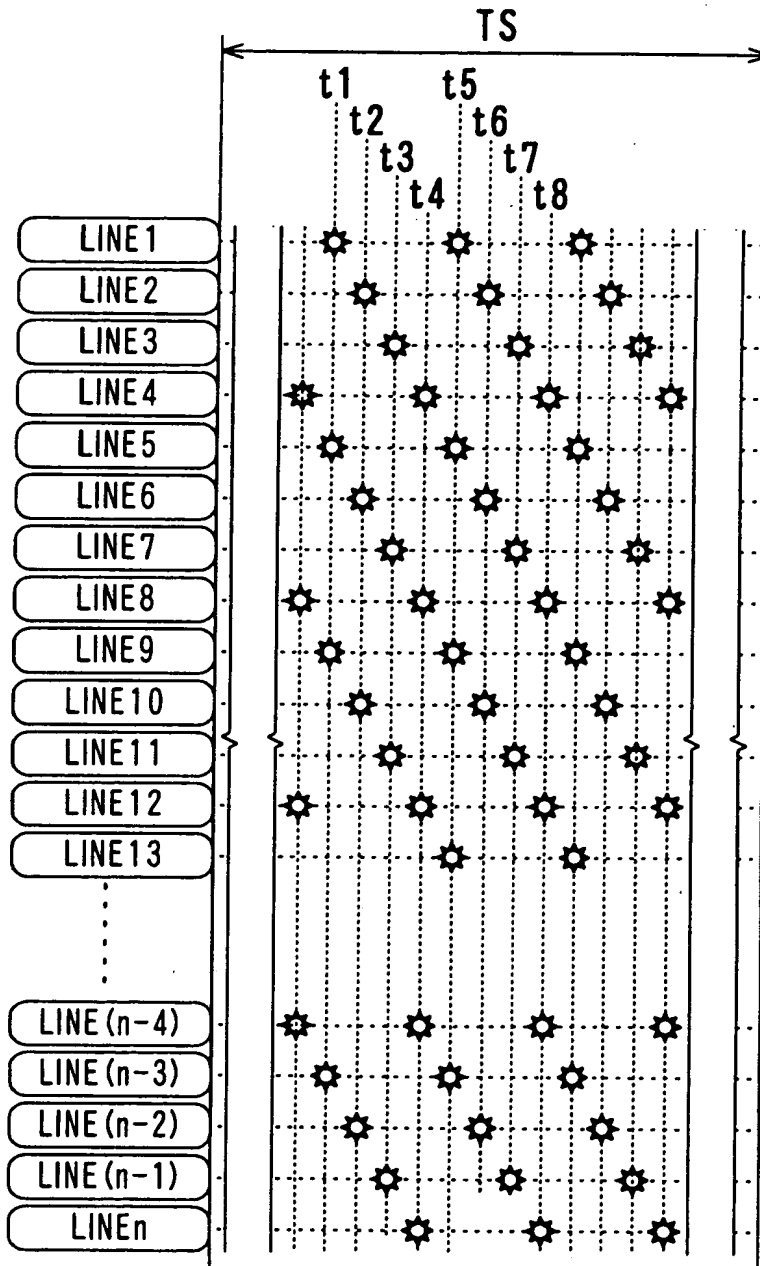 TS
t1 t5
t2 t6
t3 t7
t4 t8
LINE1
LINE2
LINE3
LINE4
LINE5
LINE6
LINE7
LINE8
LINE9
LINE10
LINE11
LINE12
LINE13
LINE(n-4)
LINE(n-3)
LINE(n-2)
LINE(n-1)
LINEn